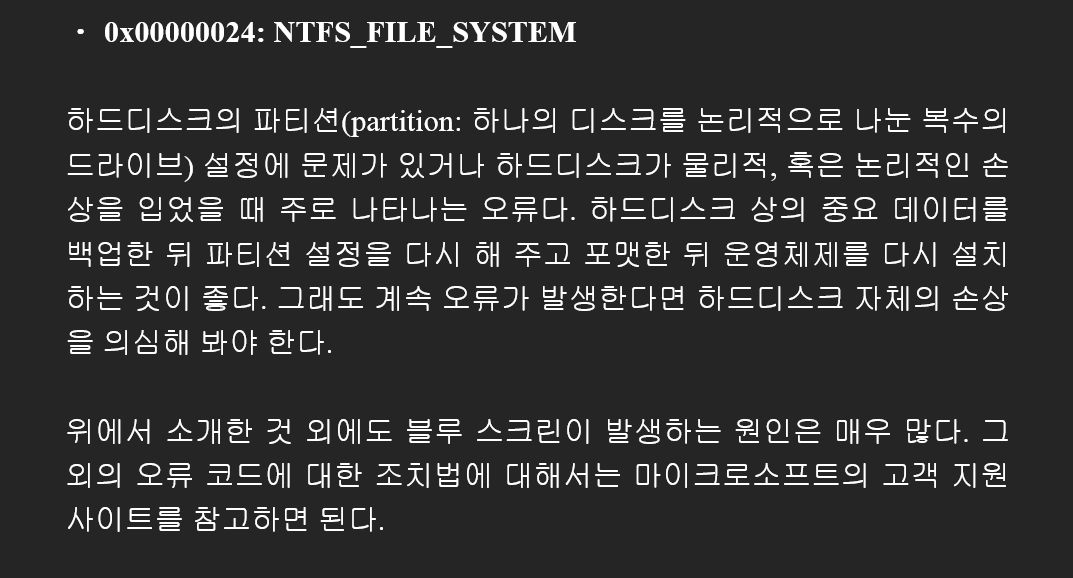 · 0x00000024: NTFS_FILE_SYSTEM
하드디스크의 파티션(partition: 하나의 디스크를 논리적으로 나눈 복수의
드라이브) 설정에 문제가 있거나 하드디스크가 물리적, 혹은 논리적인 손
상을 입었을 때 주로 나타나는 오류다. 하드디스크 상의 중요 데이터를
백업한 뒤 파티션 설정을 다시 해 주고 포맷한 뒤 운영체제를 다시 설치
하는 것이 좋다. 그래도 계속 오류가 발생한다면 하드디스크 자체의 손상
을 의심해 봐야 한다.
위에서 소개한 것 외에도 블루 스크린이 발생하는 원인은 매우 많다. 그
외의 오류 코드에 대한 조치법에 대해서는 마이크로소프트의 고객 지원
사이트를 참고하면 된다.